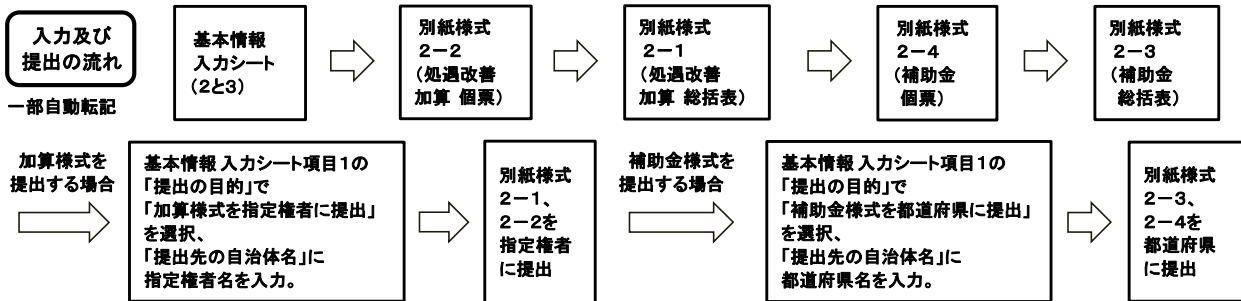 入力及び
提出の流れ
一部自動転記
基本情報
入力シート
(2と3)
別紙様式
2－2
(処遇改善
加算 個票)
別紙様式
2－1
(処遇改善
加算 総括表)
別紙様式
2－4
(補助金
個票)
別紙様式
2－3
(補助金
総括表)
加算様式を
提出する場合
基本情報 入力シート項目1の
「提出の目的」で
「加算様式を指定権者に提出」
を選択、
「提出先の自治体名」に
指定権者名を入力。
別紙様式
2－1、
2－2を
指定権者
に提出
補助金様式を
提出する場合
基本情報 入力シート項目1の
「提出の目的」で
「補助金様式を都道府県に提出」
を選択、
「提出先の自治体名」に
都道府県名を入力。
別紙様式
2－3、
2－4を
都道府県
に提出